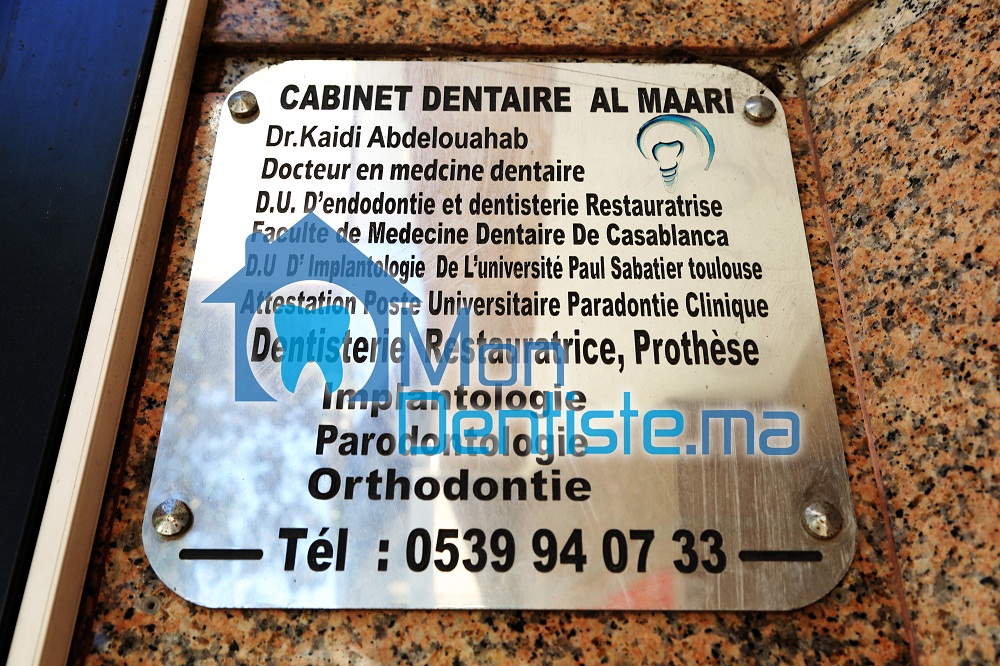 CABINET DENTAIRE AL MAARI
Dr.Kaidi Abdelouahab
Docteur en medcine dentaire
D.U. D'endodontie et dentisterie Restauratrise
Faculte de Medecine Dentaire De Casablanca
D.U D' Implantologie De L'université Paul Sabatier toulouse
Attestation Poste Universitaire Paradontie Clinique
Dentisterie Restauratrice, Prothèse
Implantologie
Parodontologie
Orthodontie
Tél : 0539 94 07 33
Mon
Dentiste.ma